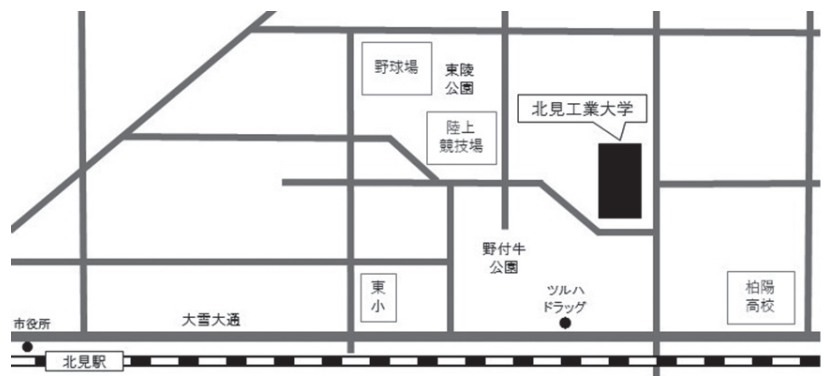 野球場
東陵
公園
北見工業大学
陸上
競技場
野付牛
公園
東
小
ツルハ
ドラッグ
柏陽
高校
市役所
大雪大通
北見駅